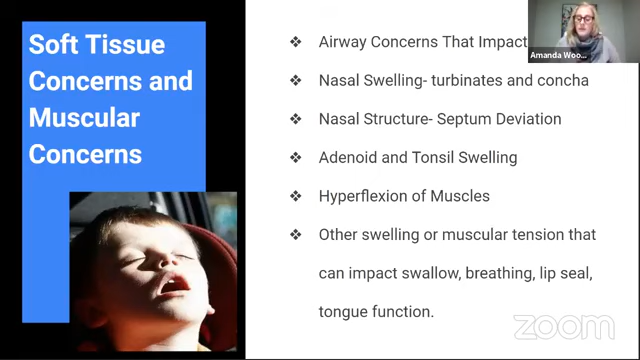 Soft Tissue
Concerns and
Muscular
Concerns
❖ Airway Concerns That Impact
❖ Nasal Swelling- turbinates and concha
❖ Nasal Structure- Septum Deviation
❖ Adenoid and Tonsil Swelling
❖ Hyperflexion of Muscles
❖ Other swelling or muscular tension that
can impact swallow, breathing, lip seal,
tongue function.
Amanda Woo...
zoom